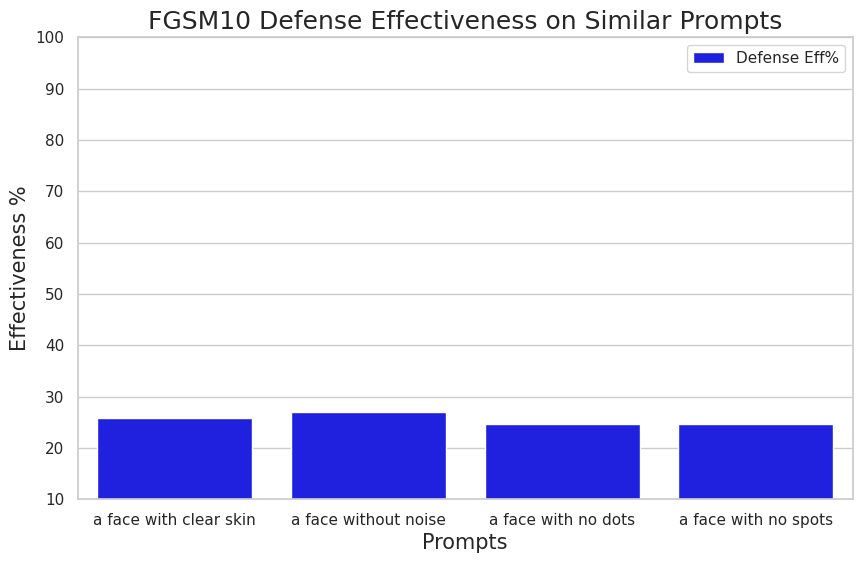 FGSM10 Defense Effectiveness on Similar Prompts
Defense Eff%
Effectiveness %
100
90
80
70
60
50
40
30
20
10
a face with clear skin
a face without noise
a face with no dots
a face with no spots
Prompts